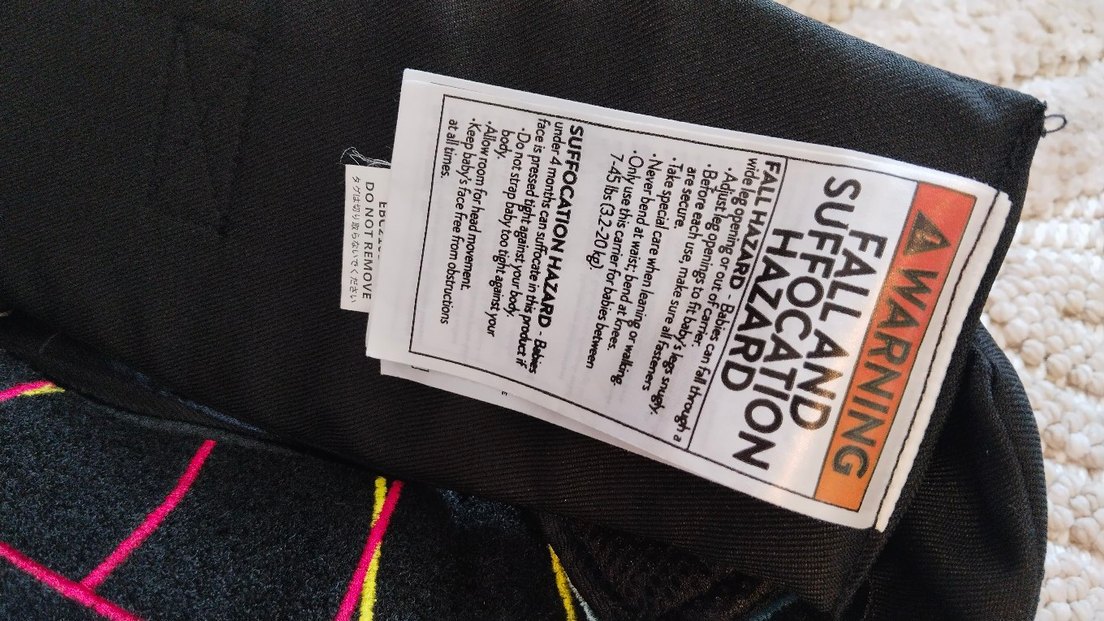 WARNING
FALL AND
SUFFOCATION
HAZARD
FALL HAZARD - Babies can fall through a
wide leg opening or out of carrier.
•Adjust leg openings to fit baby's legs snugly.
•Before each use, make sure all fasteners
are secure.
•Take special care when leaning or walking.
•Never bend at waist; bend at knees.
•Only use this carrier for babies between
7-45 lbs (3.2-20 kg).
SUFFOCATION HAZARD - Babies
under 4 months can suffocate in this product if
face is pressed tight against your body.
•Do not strap baby too tight against your
body.
•Allow room for head movement.
•Keep baby's face free from obstructions
at all times.
DO NOT REMOVE
タグは切り取らないでください